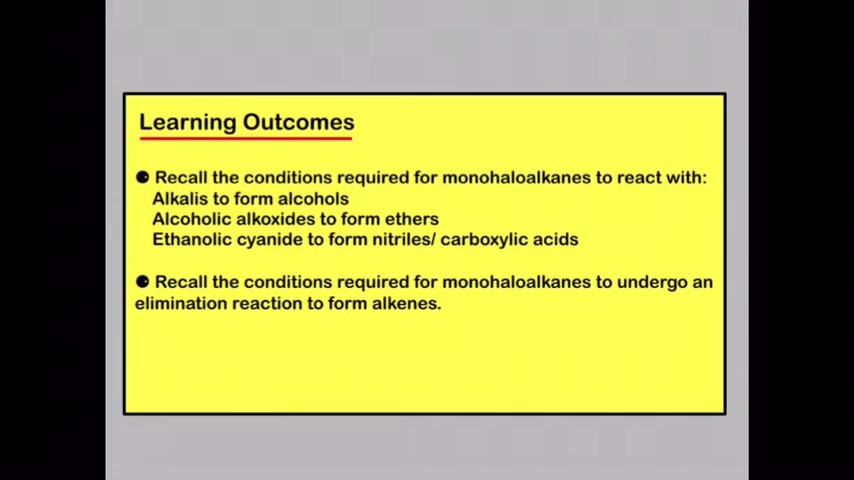 Learning Outcomes
● Recall the conditions required for monohaloalkanes to react with:
Alkalis to form alcohols
Alcoholic alkoxides to form ethers
Ethanolic cyanide to form nitriles/ carboxylic acids
● Recall the conditions required for monohaloalkanes to undergo an
elimination reaction to form alkenes.